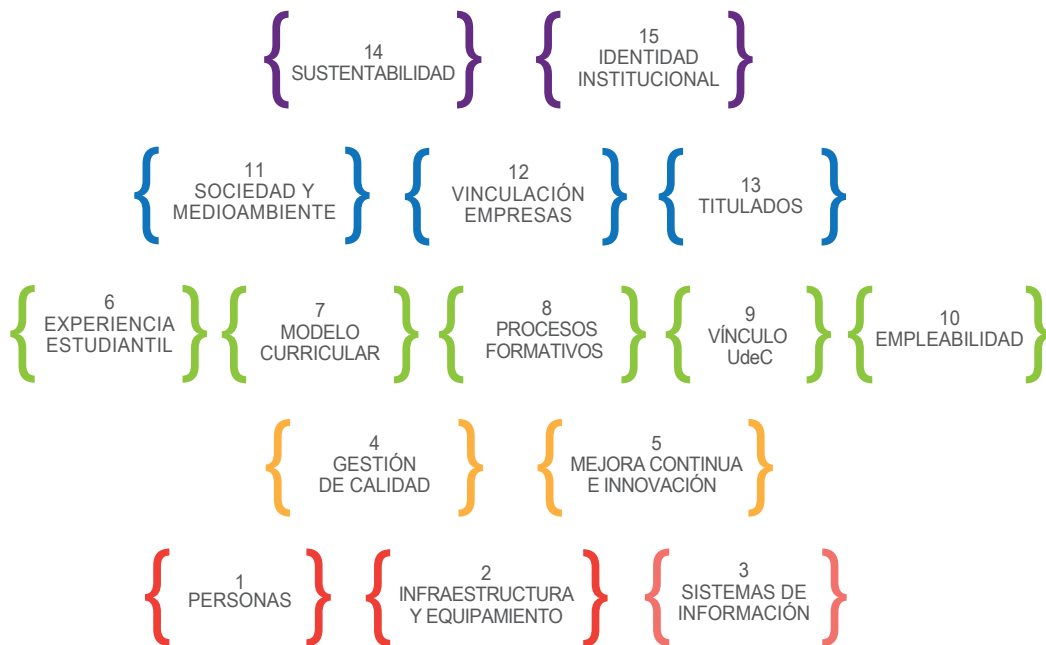 14
SUSTENTABILIDAD
15
IDENTIDAD
INSTITUCIONAL
11
SOCIEDAD Y
MEDIOAMBIENTE
12
VINCULACIÓN
EMPRESAS
13
TITULADOS
6
EXPERIENCIA
ESTUDIANTIL
7
MODELO
CURRICULAR
8
PROCESOS
FORMATIVOS
9
VÍNCULO
UdeC
10
EMPLEABILIDAD
4
GESTIÓN
DE CALIDAD
5
MEJORA CONTINUA
E INNOVACIÓN
1
PERSONAS
2
INFRAESTRUCTURA
Y EQUIPAMIENTO
3
SISTEMAS DE
INFORMACIÓN